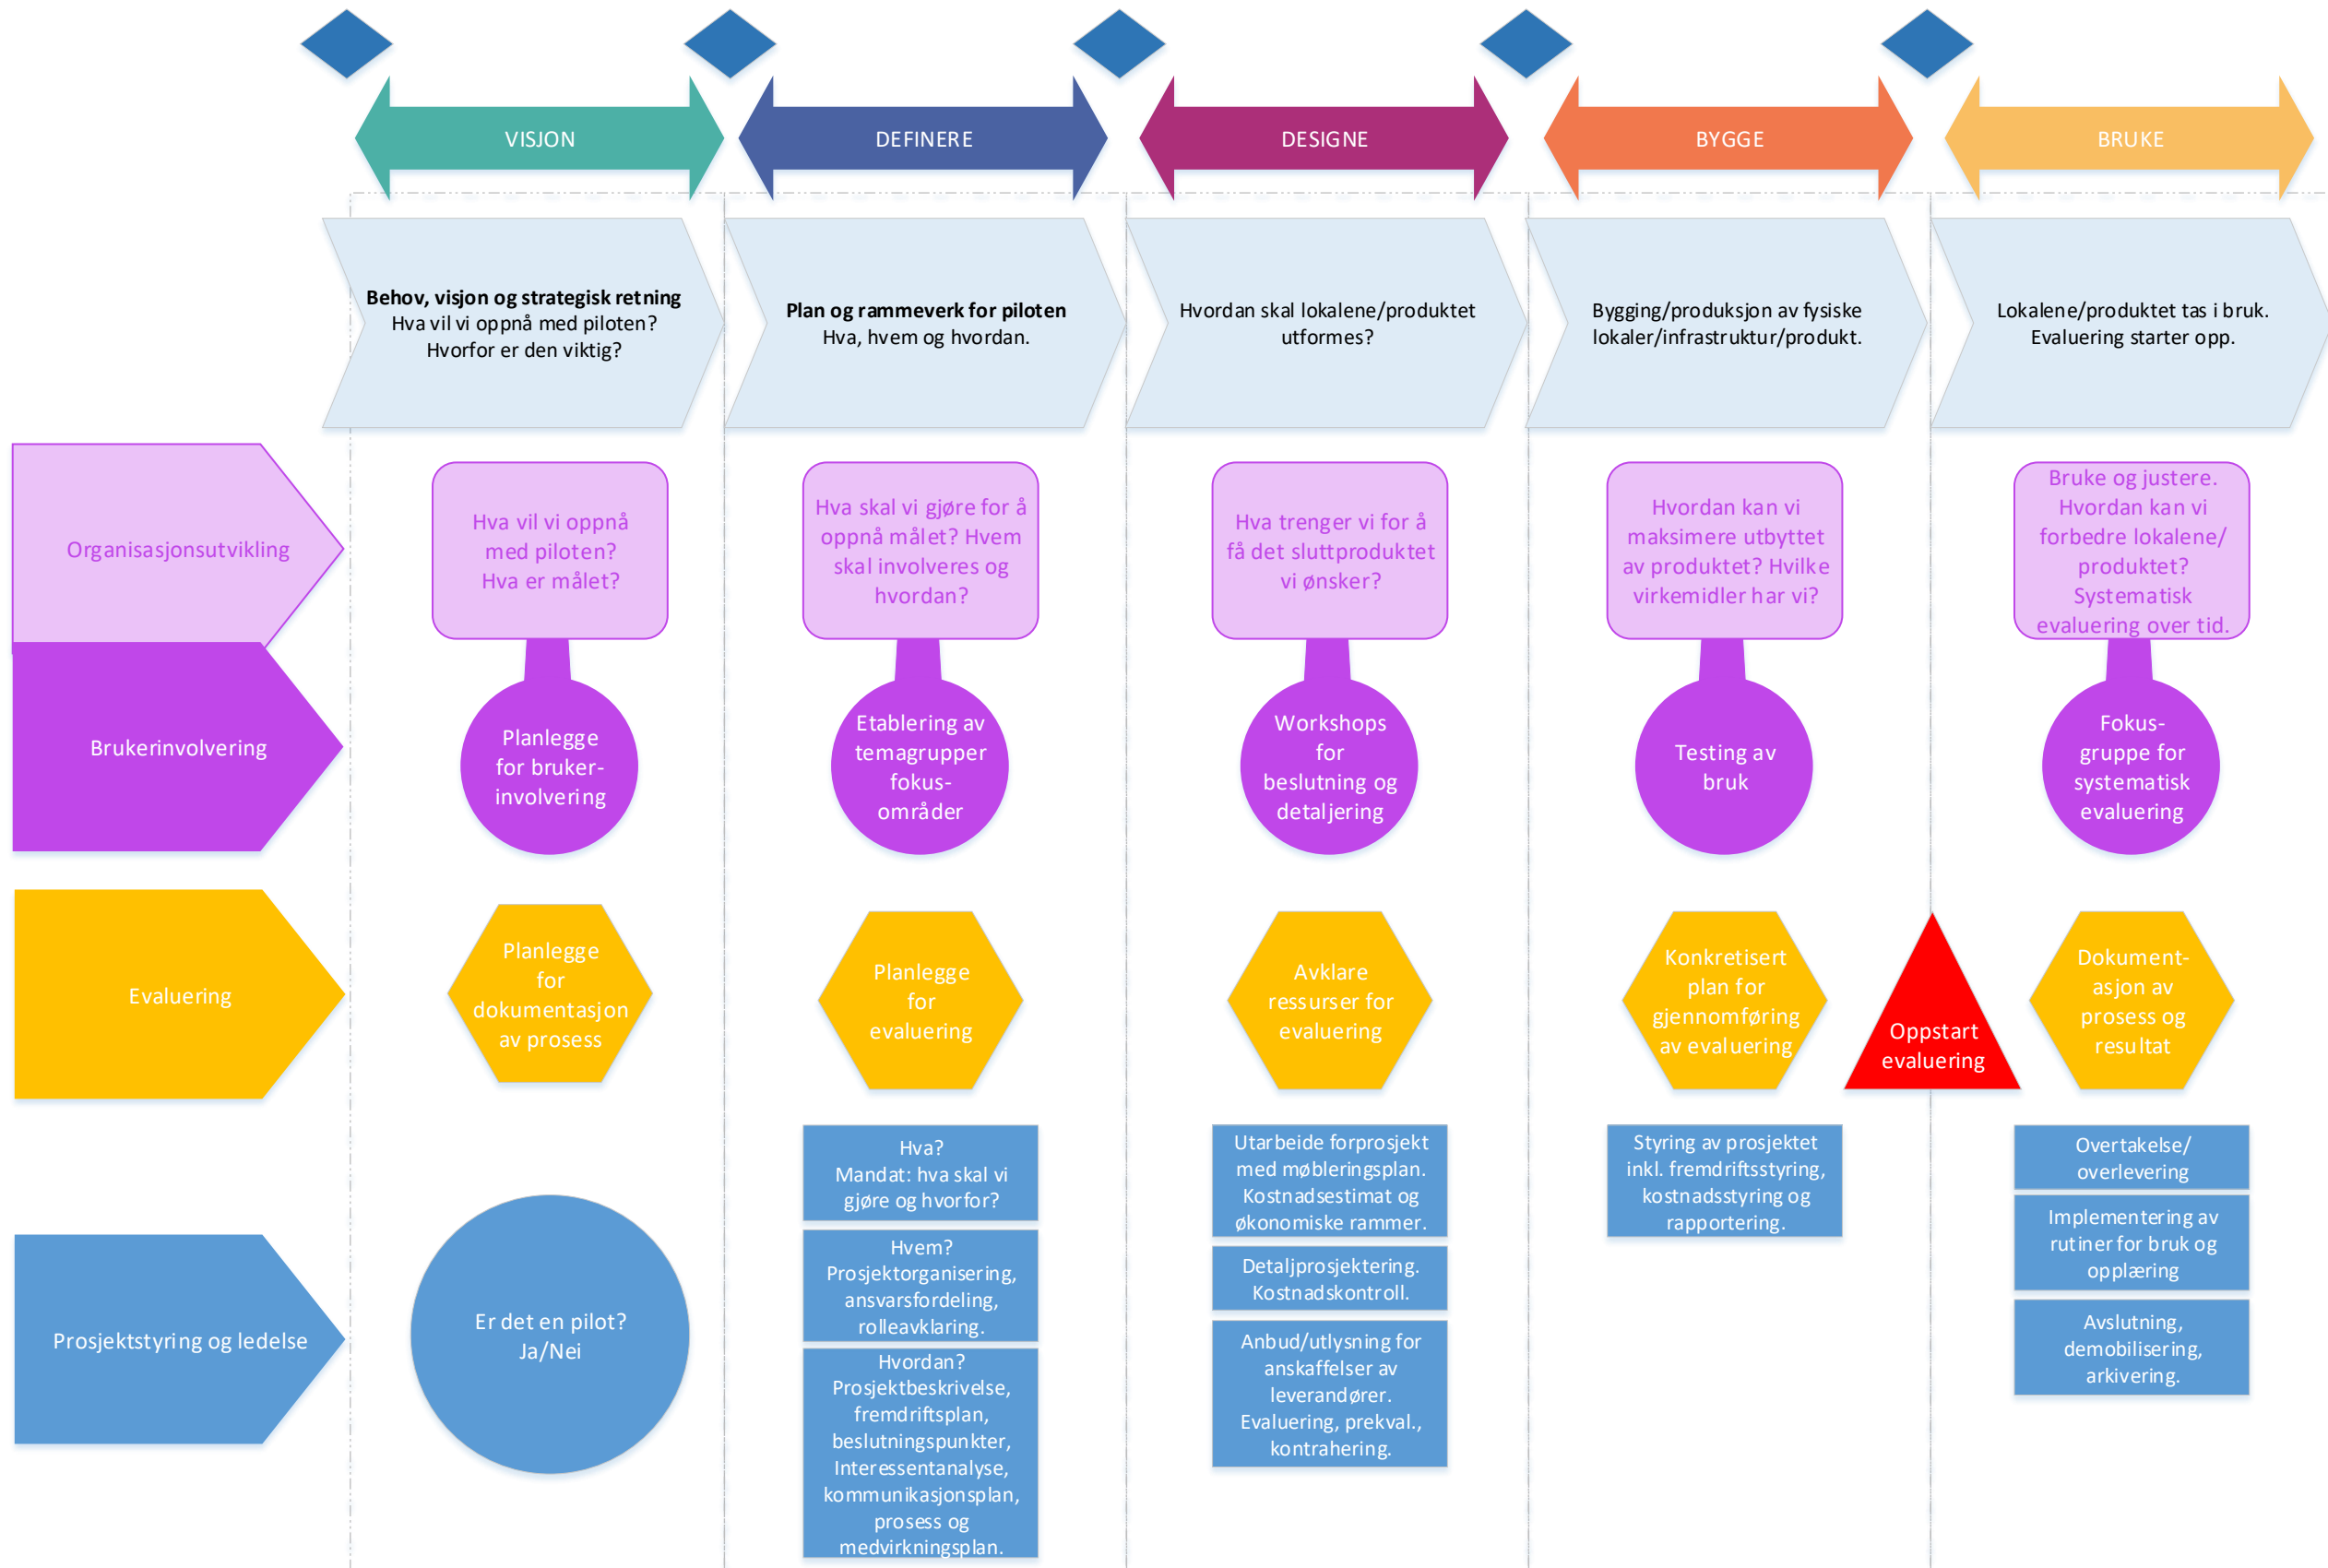 VISJON
DEFINERE
DESIGNE
BYGGE
BRUKE
Behov, visjon og strategisk retning
Hva vil vi oppnå med piloten?
Hvorfor er den viktig?
Plan og rammeverk for piloten
Hva, hvem og hvordan.
Hvordan skal lokalene/produktet
utformes?
Bygging/produksjon av fysiske
lokaler/infrastruktur/produkt.
Lokalene/produktet tas i bruk.
Evaluering starter opp.
Organisasjonsutvikling
Hva vil vi oppnå
med piloten?
Hva er målet?
Hva skal vi gjøre for å
oppnå målet? Hvem
skal involveres og
hvordan?
Hva trenger vi for å
få det sluttproduktet
vi ønsker?
Hvordan kan vi
maksimere utbyttet
av produktet? Hvilke
virkemidler har vi?
Bruke og justere.
Hvordan kan vi
forbedre lokalene/
produktet?
Systematisk
evaluering over tid.
Brukerinvolvering
Planlegge
for bruker-
involvering
Etablering av
temagrupper
fokus-
områder
Workshops
for
beslutning og
detaljering
Testing av
bruk
Fokus-
gruppe for
systematisk
evaluering
Evaluering
Planlegge
for
dokumentasjon
av prosess
Planlegge
for
evaluering
Avklare
ressurser for
evaluering
Konkretisert
plan for
gjennomføring
av evaluering
Oppstart
evaluering
Dokument-
asjon av
prosess og
resultat
Prosjektstyring og ledelse
Er det en pilot?
Ja/Nei
Hva?
Mandat: hva skal vi
gjøre og hvorfor?
Hvem?
Prosjektorganisering,
ansvarsfordeling,
rolleavklaring.
Hvordan?
Prosjektbeskrivelse,
fremdriftsplan,
beslutningspunkter,
Interessentanalyse,
kommunikasjonsplan,
prosess og
medvirkningsplan.
Utarbeide forprosjekt
med møbleringsplan.
Kostnadsestimat og
økonomiske rammer.
Detaljprosjektering.
Kostnadskontroll.
Anbud/utlysning for
anskaffelser av
leverandører.
Evaluering, prekval.,
kontrahering.
Styring av prosjektet
inkl. fremdriftsstyring,
kostnadsstyring og
rapportering.
Overtakelse/
overlevering
Implementering av
rutiner for bruk og
opplæring
Avslutning,
demobilisering,
arkivering.